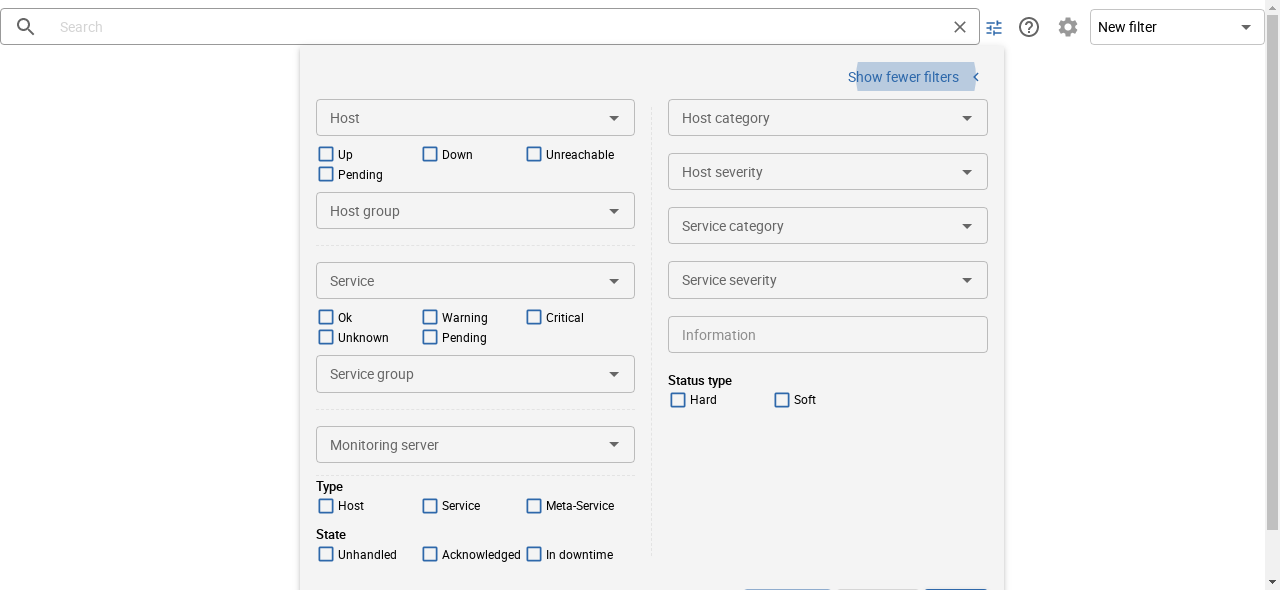 Search
New filter
Show fewer filters
Host
Up Down Unreachable
Pending
Host group
Service
Ok Warning Critical
Unknown Pending
Service group
Monitoring server
Type
Host Service Meta-Service
State
Unhandled Acknowledged In downtime
Host category
Host severity
Service category
Service severity
Information
Status type
Hard Soft